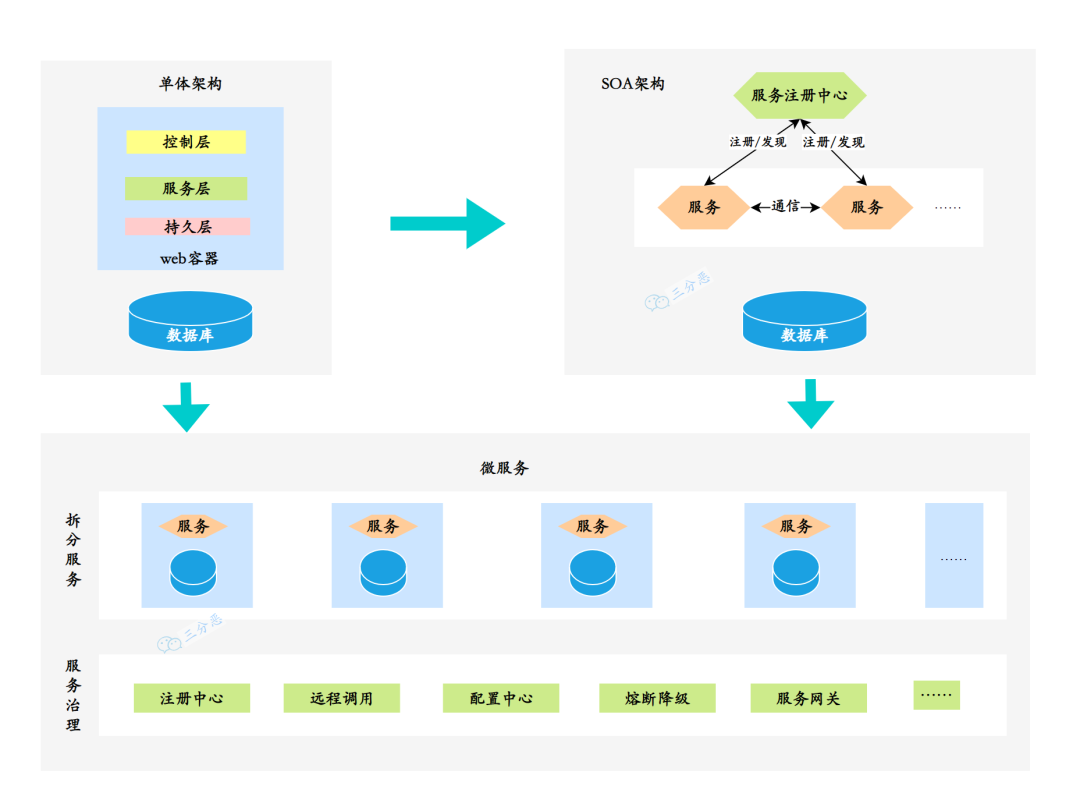 单体架构
控制层
服务层
持久层
web容器
数据库
SOA架构
服务注册中心
注册/发现
注册/发现
服务
通信
服务
······
三分恶
数据库
微服务
拆分服务
服务
服务
服务
服务
······
三分恶
服务治理
注册中心
远程调用
配置中心
熔断降级
服务网关
······